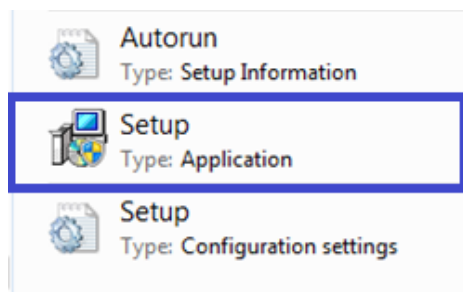 Autorun
Type: Setup Information
Setup
Type: Application
Setup
Type: Configuration settings